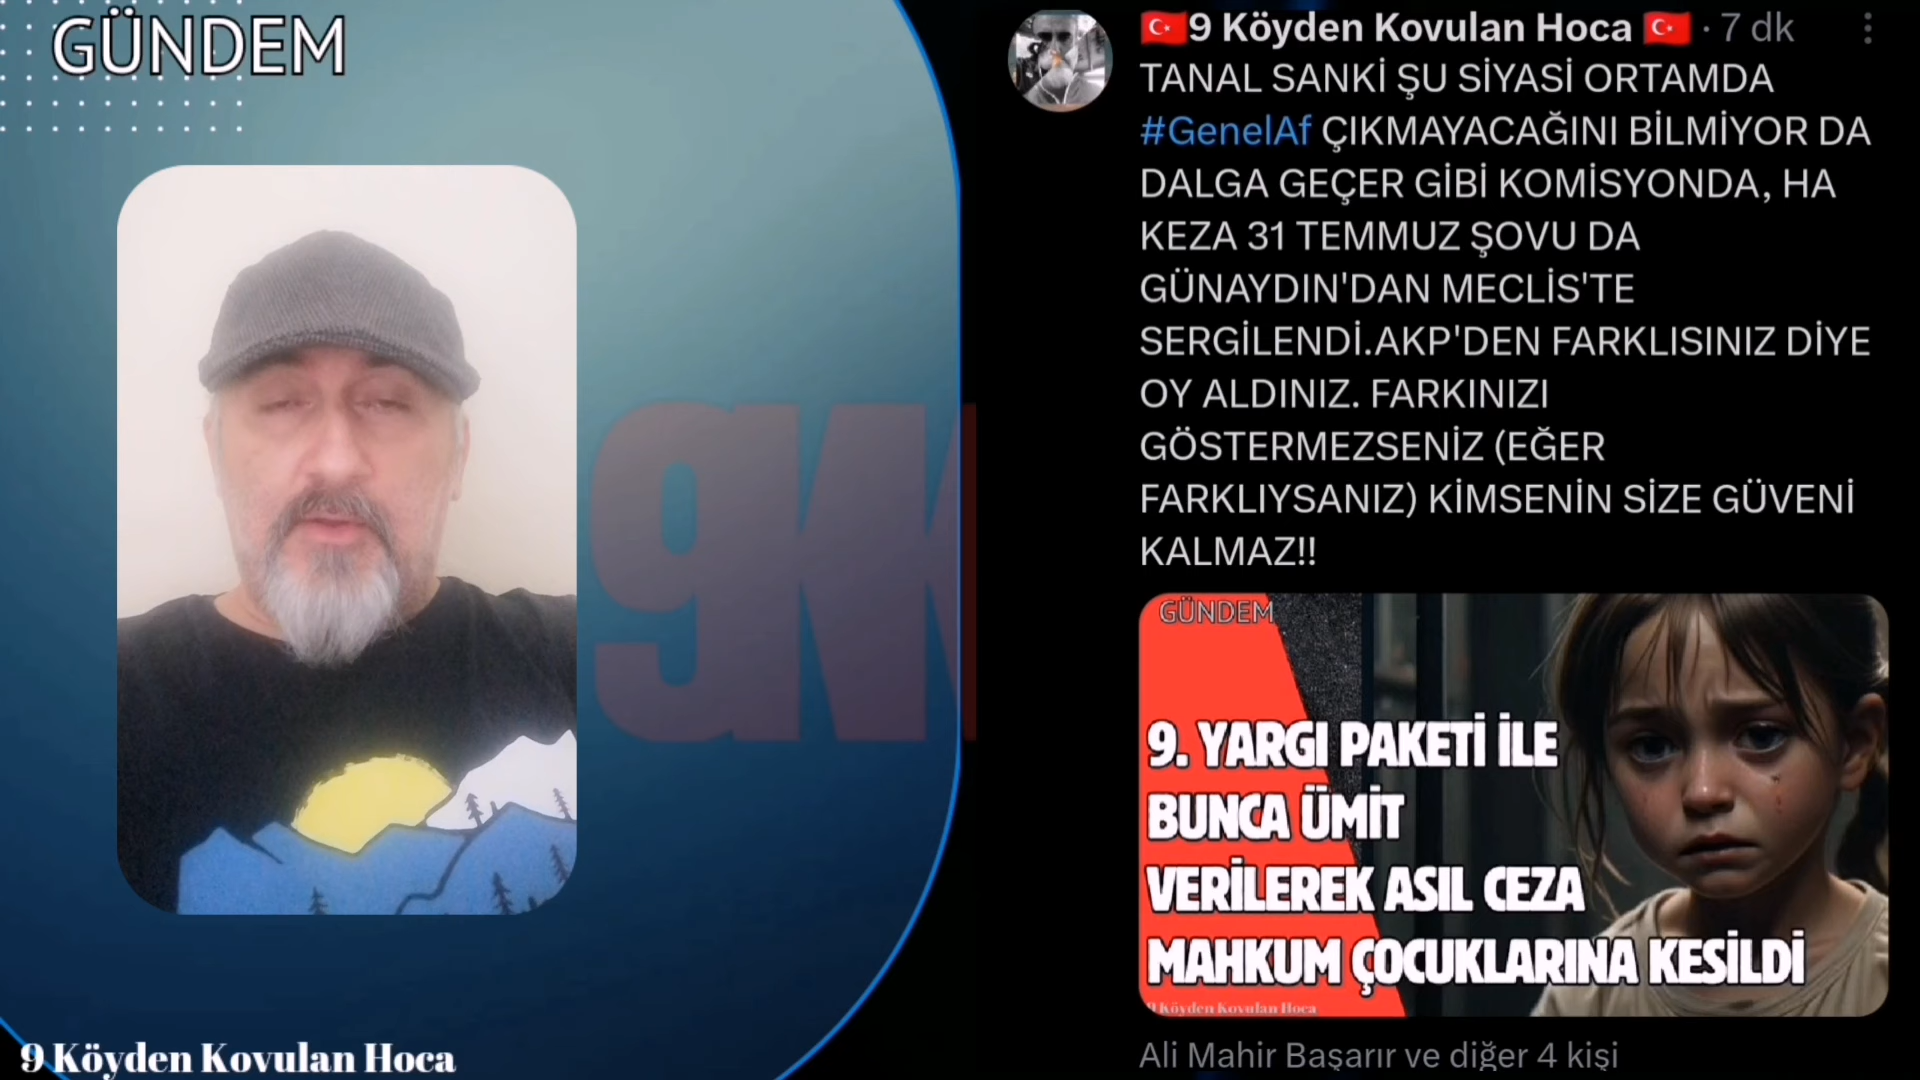 GÜNDEM
9 Köyden Kovulan Hoca
🇹🇷9 Köyden Kovulan Hoca 🇹🇷 · 7 dk
TANAL SANKİ ŞU SİYASİ ORTAMDA
#GenelAf ÇIKMAYACAĞINI BİLMİYOR DA
DALGA GEÇER GİBİ KOMİSYONDA, HA
KEZA 31 TEMMUZ ŞOVU DA
GÜNAYDIN'DAN MECLİS'TE
SERGİLENDİ.AKP'DEN FARKLISINIZ DİYE
OY ALDINIZ. FARKINIZI
GÖSTERMEZSENİZ (EĞER
FARKLIYSANIZ) KİMSENİN SİZE GÜVENİ
KALMAZ!!
GÜNDEM
9. YARGI PAKETİ İLE
BUNCA ÜMİT
VERİLEREK ASIL CEZA
MAHKUM ÇOCUKLARINA KESİLDİ
9 Köyden Kovulan Hoca
Ali Mahir Başarır ve diğer 4 kişi